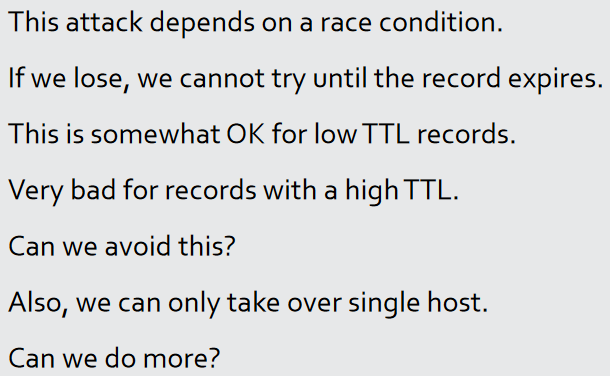 This attack depends on a race condition.
If we lose, we cannot try until the record expires.
This is somewhat OK for low TTL records.
Very bad for records with a high TTL.
Can we avoid this?
Also, we can only take over single host.
Can we do more?